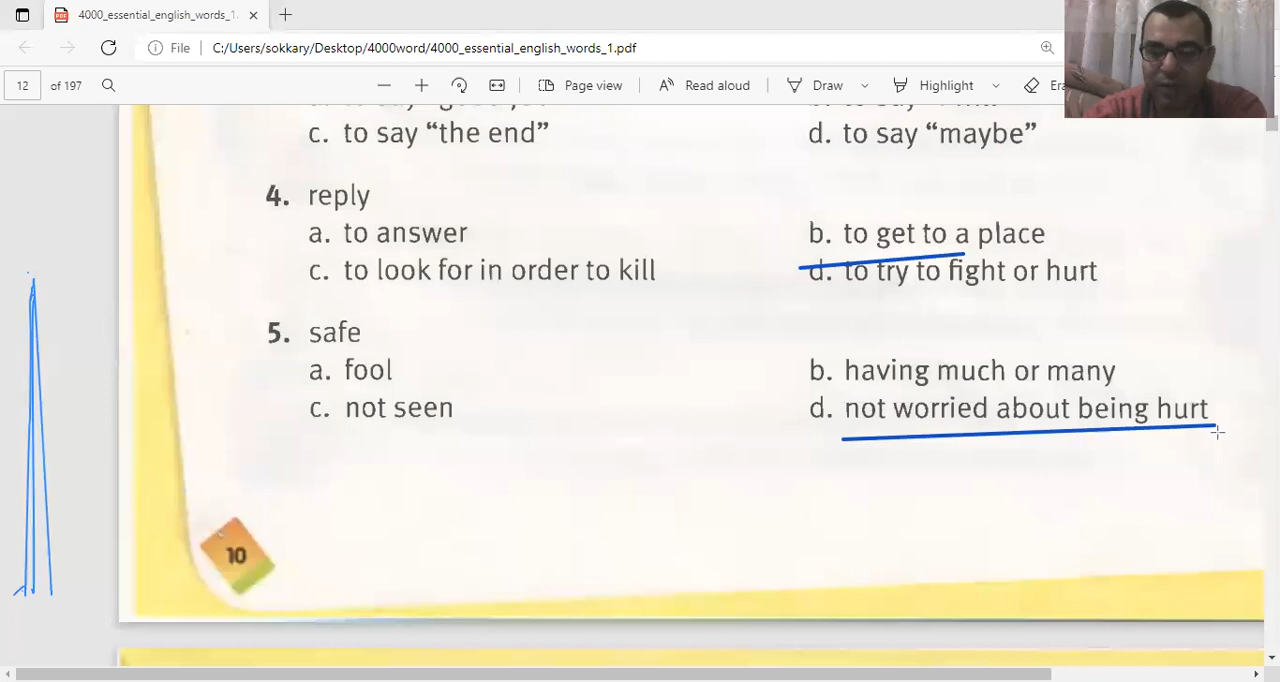 4000_essential_english_words_1.
File C:/Users/sokkary/Desktop/4000word/4000_essential_english_words_1.pdf
12 of 197 Page view Read aloud Draw Highlight
c. to say “the end” d. to say “maybe”
4. reply
a. to answer b. to get to a place
c. to look for in order to kill d. to try to fight or hurt
5. safe
a. fool b. having much or many
c. not seen d. not worried about being hurt
10